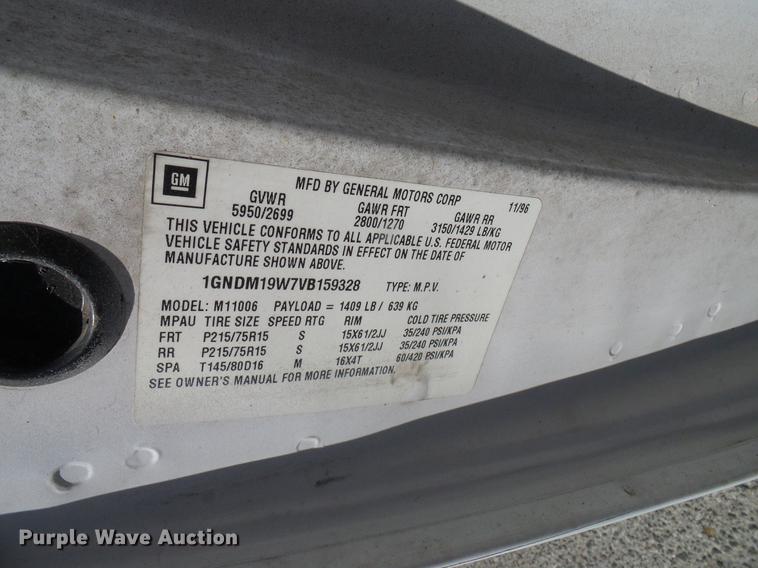 GM
MFD BY GENERAL MOTORS CORP 11/96
GVWR GAWR FRT GAWR RR
5950/2699 2800/1270 3150/1429 LB/KG
THIS VEHICLE CONFORMS TO ALL APPLICABLE U.S. FEDERAL MOTOR
VEHICLE SAFETY STANDARDS IN EFFECT ON THE DATE OF
MANUFACTURE SHOWN ABOVE.
1GNDM19W7VB159328 TYPE: M.P.V.
MODEL: M11006 PAYLOAD = 1409 LB / 639 KG
MPAU TIRE SIZE SPEED RTG RIM COLD TIRE PRESSURE
FRT P215/75R15 S 15X61/2JJ 35/240 PSI/KPA
RR P215/75R15 S 15X61/2JJ 35/240 PSI/KPA
SPA T145/80D16 M 16X4T 60/420 PSI/KPA
SEE OWNER'S MANUAL FOR MORE INFORMATION.
Purple Wave Auction